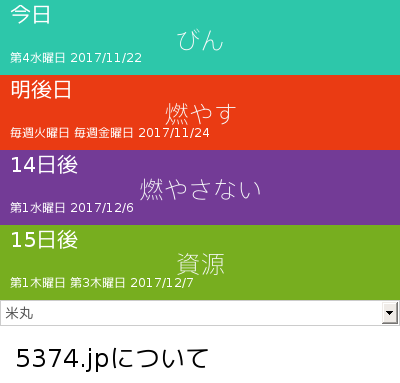 今日
びん
第4水曜日 2017/11/22
明後日
燃やす
毎週火曜日 毎週金曜日 2017/11/24
14日後
燃やさない
第1水曜日 2017/12/6
15日後
資源
第1木曜日 第3木曜日 2017/12/7
米丸
5374.jpについて